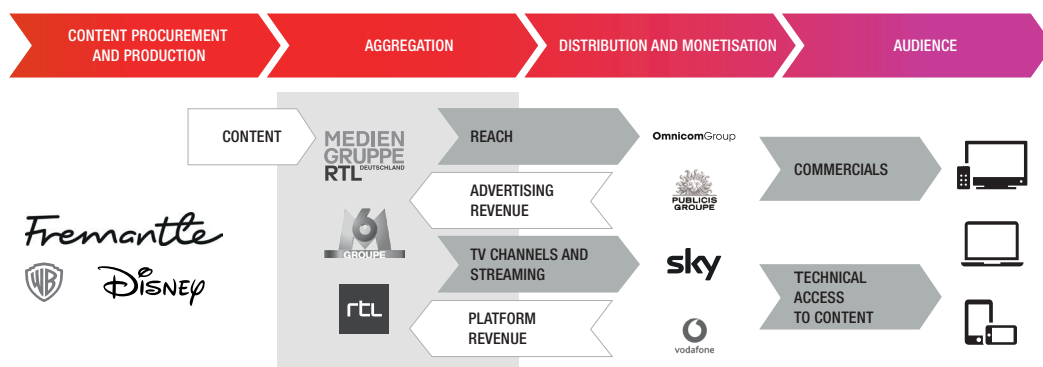 CONTENT PROCUREMENT
AND PRODUCTION
AGGREGATION
DISTRIBUTION AND MONETISATION
AUDIENCE
CONTENT
MEDIEN
GRUPPE
RTL DEUTSCHLAND
REACH
OmnicomGroup
COMMERCIALS
ADVERTISING
REVENUE
PUBLICIS
GROUPE
Fremantle
WB
Disney
6
GROUPE
TV CHANNELS AND
STREAMING
sky
TECHNICAL
ACCESS
TO CONTENT
rtl
PLATFORM
REVENUE
vodafone